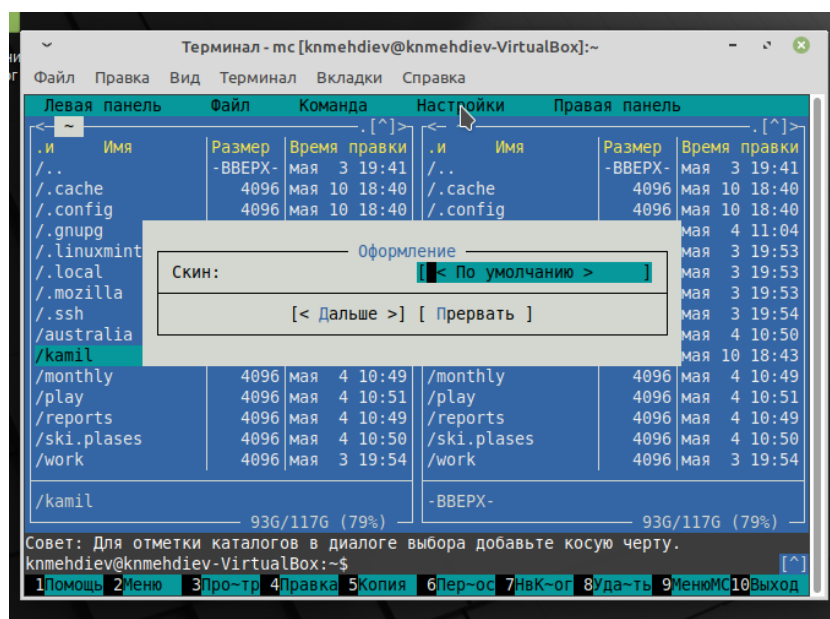 Терминал - mc [knmehdiev@knmehdiev-VirtualBox]:~
Файл Правка Вид Терминал Вкладки Справка
Левая панель Файл Команда Настройки Правая панель
<─ ~ ─.[^]> <─ ~ ─.[^]>
.и Имя Размер Время правки .и Имя Размер Время правки
/.. -ВВЕРХ- мая 3 19:41 /.. -ВВЕРХ- мая 3 19:41
/.cache 4096 мая 10 18:40 /.cache 4096 мая 10 18:40
/.config 4096 мая 10 18:40 /.config 4096 мая 10 18:40
/.gnupg мая 4 11:04
/.linuxmint Оформление мая 3 19:53
/.local Скин: [ < По умолчанию > ] мая 3 19:53
/.mozilla мая 3 19:53
/.ssh [< Дальше >] [ Прервать ] мая 3 19:54
/australia мая 4 10:50
/kamil мая 10 18:43
/monthly 4096 мая 4 10:49 /monthly 4096 мая 4 10:49
/play 4096 мая 4 10:51 /play 4096 мая 4 10:51
/reports 4096 мая 4 10:49 /reports 4096 мая 4 10:49
/ski.plases 4096 мая 4 10:50 /ski.plases 4096 мая 4 10:50
/work 4096 мая 3 19:54 /work 4096 мая 3 19:54
/kamil -ВВЕРХ-
93G/117G (79%) 93G/117G (79%)
Совет: Для отметки каталогов в диалоге выбора добавьте косую черту.
knmehdiev@knmehdiev-VirtualBox:~$ [^]
1Помощь 2Меню 3Про~тр 4Правка 5Копия 6Пер~ос 7НвК~ог 8Уда~ть 9МенюMC 10Выход